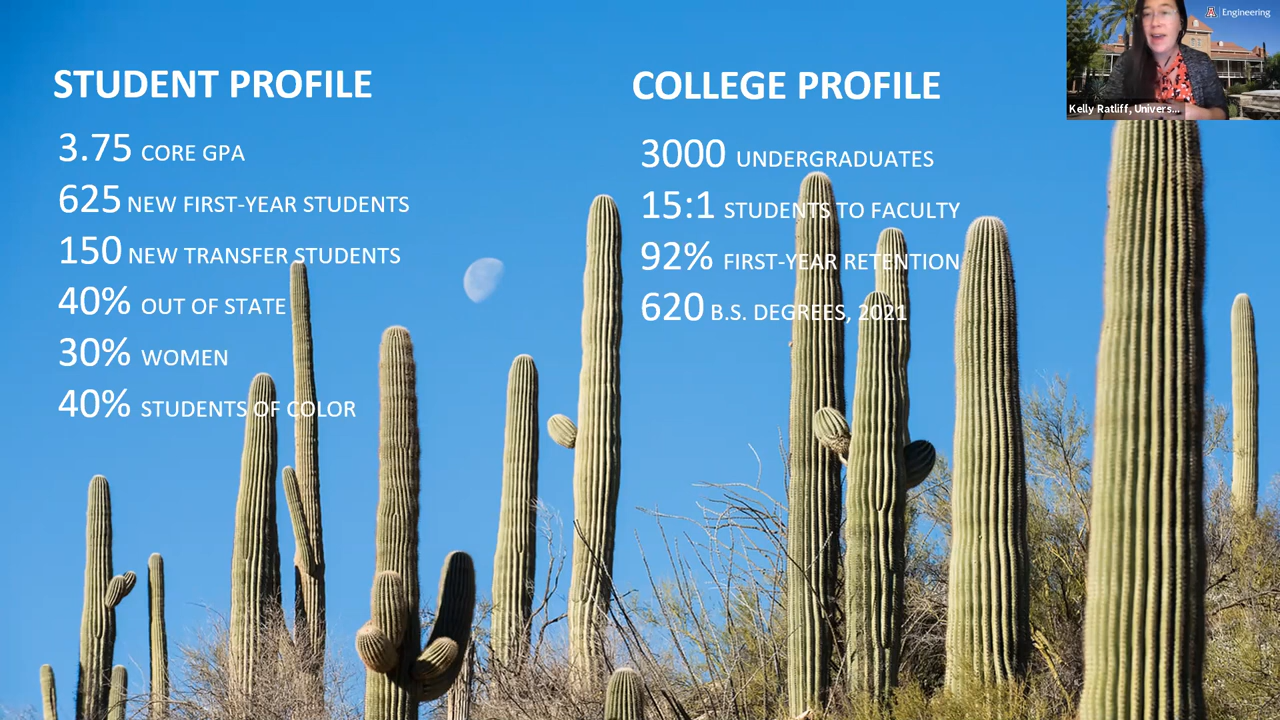 STUDENT PROFILE
3.75 CORE GPA
625 NEW FIRST-YEAR STUDENTS
150 NEW TRANSFER STUDENTS
40% OUT OF STATE
30% WOMEN
40% STUDENTS OF COLOR
COLLEGE PROFILE
3000 UNDERGRADUATES
15:1 STUDENTS TO FACULTY
92% FIRST-YEAR RETENTION
620 B.S. DEGREES, 2021
A Engineering
Kelly Ratliff, Univers...